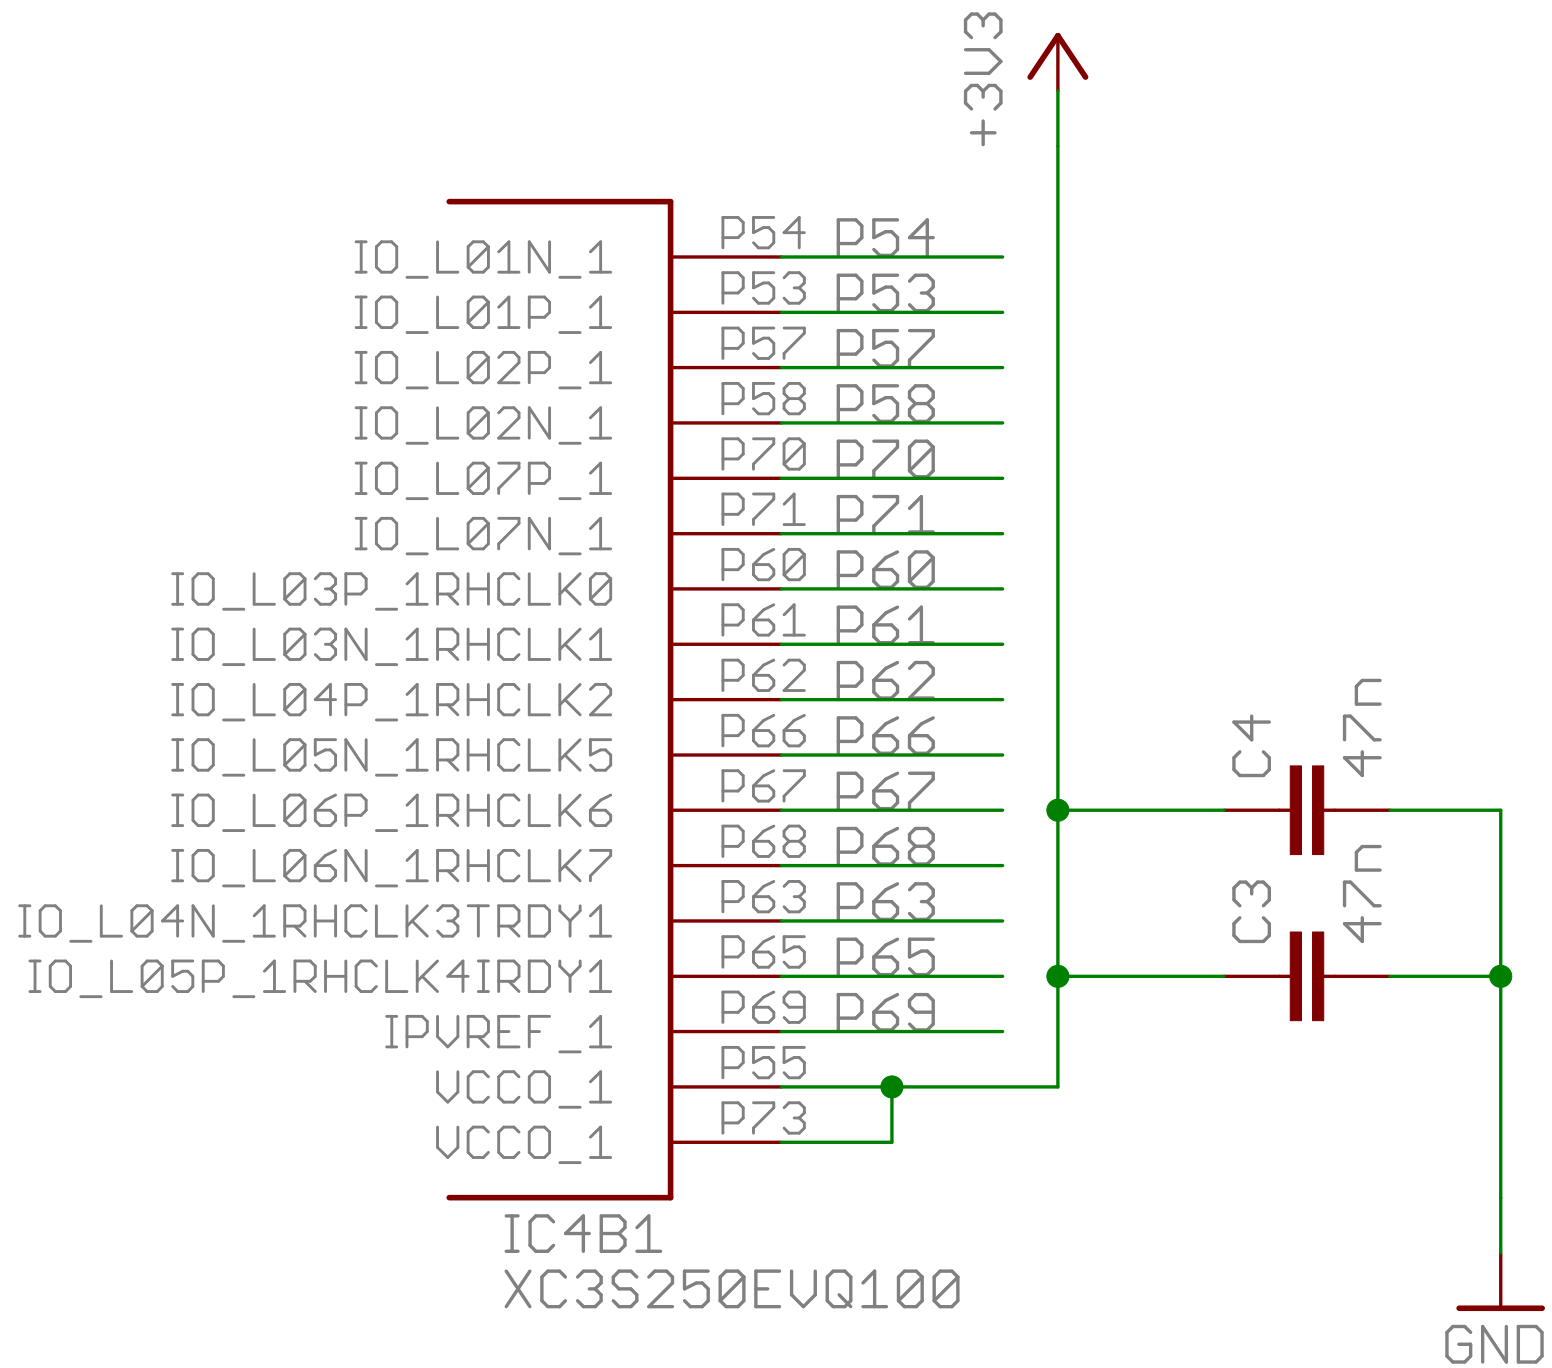 +3V3
IO_L01N_1 P54 P54
IO_L01P_1 P53 P53
IO_L02P_1 P57 P57
IO_L02N_1 P58 P58
IO_L07P_1 P70 P70
IO_L07N_1 P71 P71
IO_L03P_1RHCLK0 P60 P60
IO_L03N_1RHCLK1 P61 P61
IO_L04P_1RHCLK2 P62 P62
IO_L05N_1RHCLK5 P66 P66
IO_L06P_1RHCLK6 P67 P67
IO_L06N_1RHCLK7 P68 P68
IO_L04N_1RHCLK3TRDY1 P63 P63
IO_L05P_1RHCLK4IRDY1 P65 P65
IPVREF_1 P69 P69
VCCO_1 P55
VCCO_1 P73
C4 47n
C3 47n
IC4B1
XC3S250EVQ100
GND